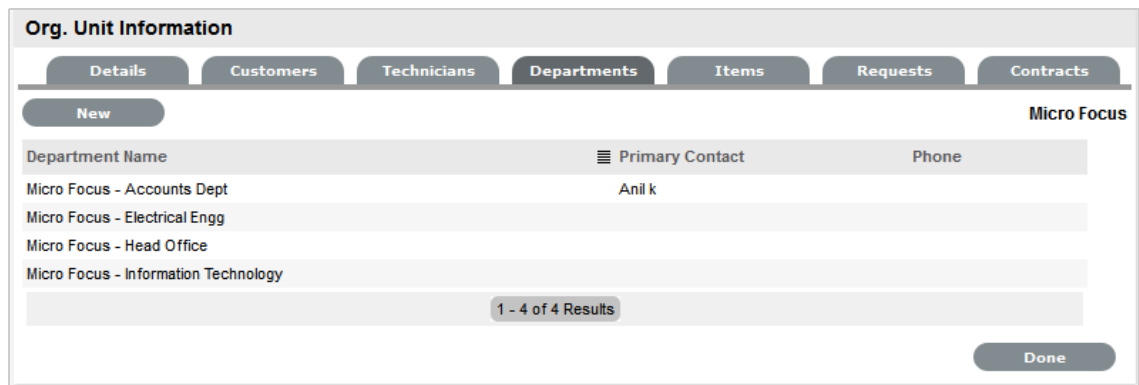 Org. Unit Information
Details Customers Technicians Departments Items Requests Contracts
New Micro Focus
Department Name Primary Contact Phone
Micro Focus - Accounts Dept Anil k
Micro Focus - Electrical Engg
Micro Focus - Head Office
Micro Focus - Information Technology
1 - 4 of 4 Results
Done